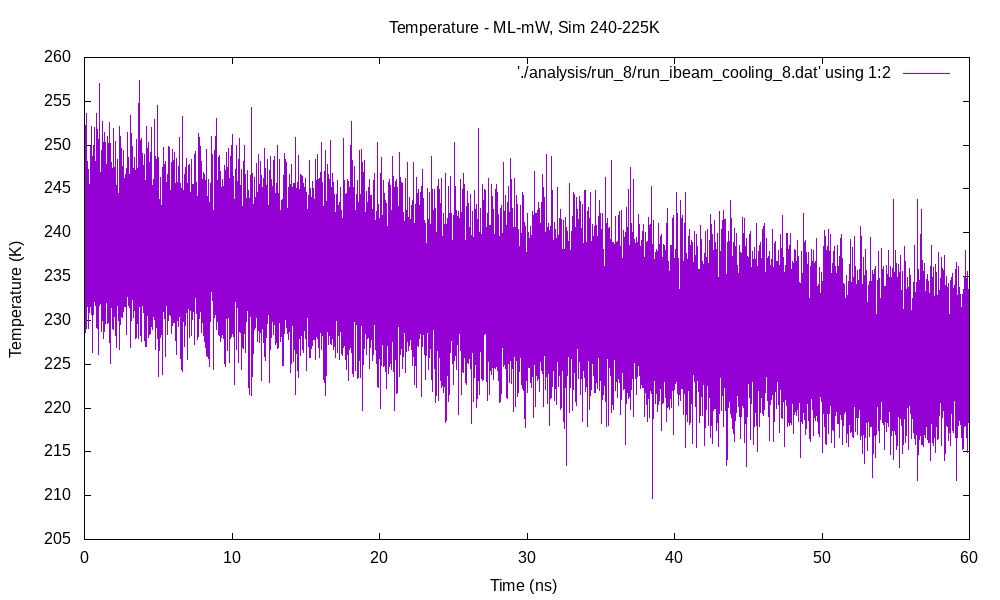 Temperature - ML-mW, Sim 240-225K
'./analysis/run_8/run_ibeam_cooling_8.dat' using 1:2
260
255
250
245
240
235
230
225
220
215
210
205
Temperature (K)
0 10 20 30 40 50 60
Time (ns)